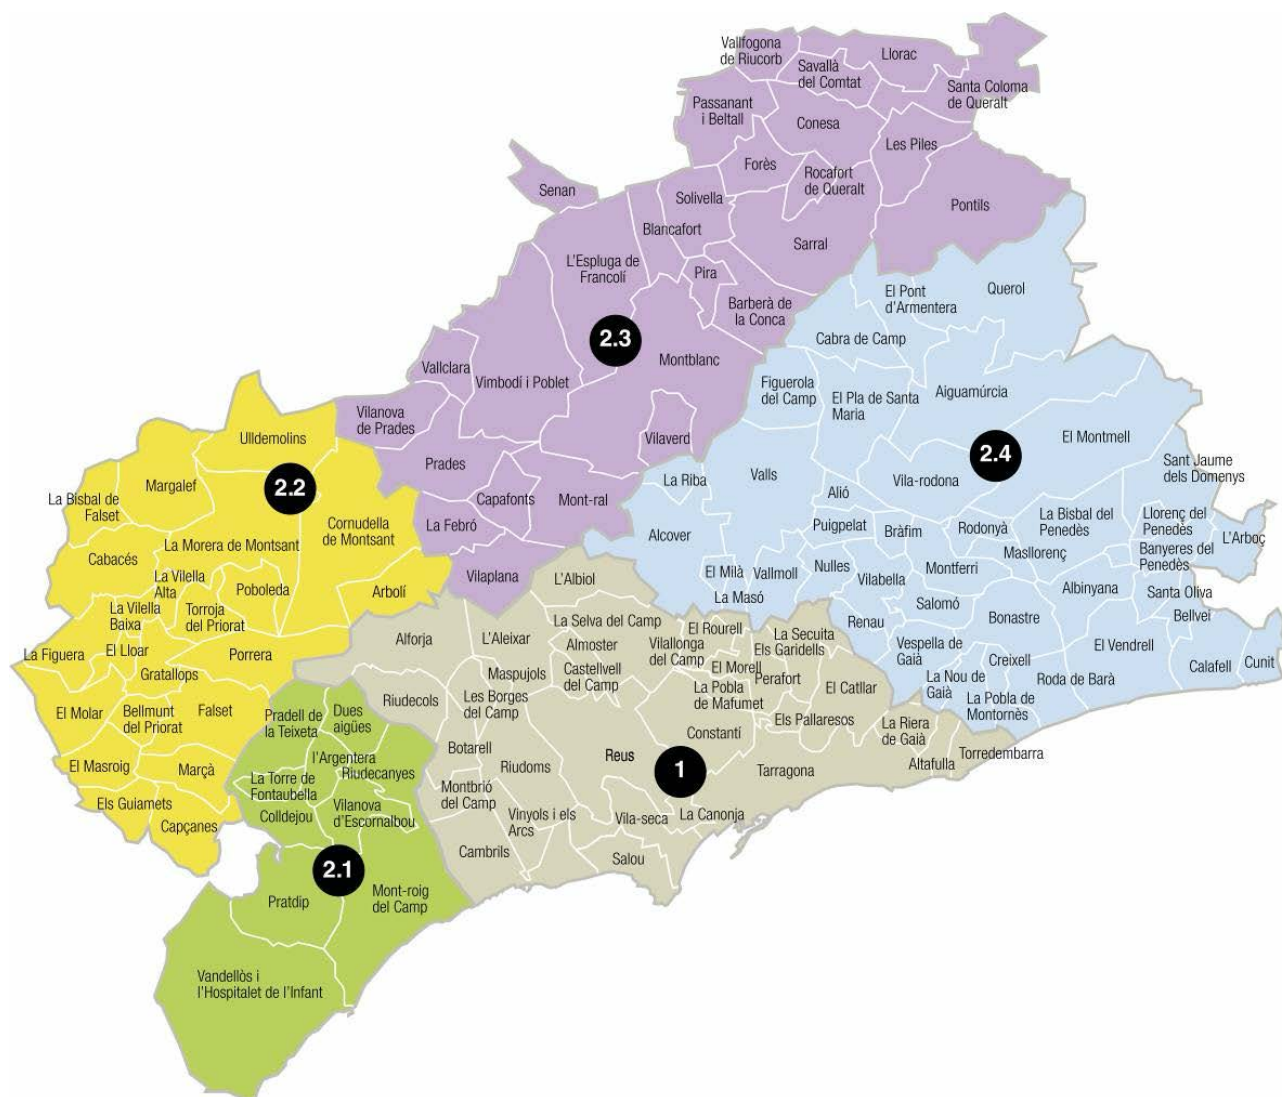 Vallfogona
de Riucorb
Llorac
Savallà
del Comtat
Santa Coloma
de Queralt
Passanant
i Beltall
Conesa
Les Piles
Forès
Rocafort
de Queralt
Senan
Solivella
Pontils
Blancafort
Sarral
L'Espluga de
Francolí
Pira
Barberà de
la Conca
2.3
Montblanc
Vallclara
Vimbodí i Poblet
Vilanova
de Prades
Vilaverd
Prades
Capafonts
Mont-ral
La Febró
Vilaplana
El Pont
d'Armentera
Querol
Cabra de Camp
Figuerola
del Camp
El Pla de Santa
Maria
Aiguamúrcia
El Montmell
2.4
Sant Jaume
dels Domenys
La Riba
Valls
Vila-rodona
Alió
Alcover
Puigpelat
Bràfim
Rodonyà
La Bisbal del
Penedès
Llorenç del
Penedès
L'Arboç
Masllorenç
Banyeres del
Penedès
El Milà
Vallmoll
Nulles
Vilabella
Montferri
Albinyana
Santa Oliva
La Masó
Salomó
Bonastre
Bellvei
Renau
Vespella de
Gaià
Creixell
El Vendrell
Calafell
Cunit
La Nou de
Gaià
Roda de Barà
La Pobla de
Montornès
Ulldemolins
Margalef
2.2
La Bisbal de
Falset
Cornudella
de Montsant
Cabacés
La Morera de Montsant
La Vilella
Alta
Poboleda
Arbolí
La Vilella
Baixa
Torroja
del Priorat
La Figuera
El Lloar
Porrera
Gratallops
El Molar
Bellmunt
del Priorat
Falset
El Masroig
Marçà
Els Guiamets
Capçanes
Pradell de
la Teixeta
Dues
aigües
l'Argentera
Riudecanyes
La Torre de
Fontaubella
Colldejou
Vilanova
d'Escornalbou
2.1
Pratdip
Mont-roig
del Camp
Vandellòs i
l'Hospitalet de l'Infant
L'Albiol
Alforja
L'Aleixar
La Selva del Camp
El Rourell
La Secuita
Almoster
Vilallonga
del Camp
Els Garidells
Maspujols
Castellvell
del Camp
El Morell
Perafort
Riudecols
Les Borges
del Camp
La Pobla
de Mafumet
El Catllar
Els Pallaresos
La Riera
de Gaià
Botarell
Reus
Constantí
Altafulla
Torredembarra
Riudoms
1
Tarragona
Montbrió
del Camp
Vinyols i els
Arcs
Vila-seca
La Canonja
Cambrils
Salou